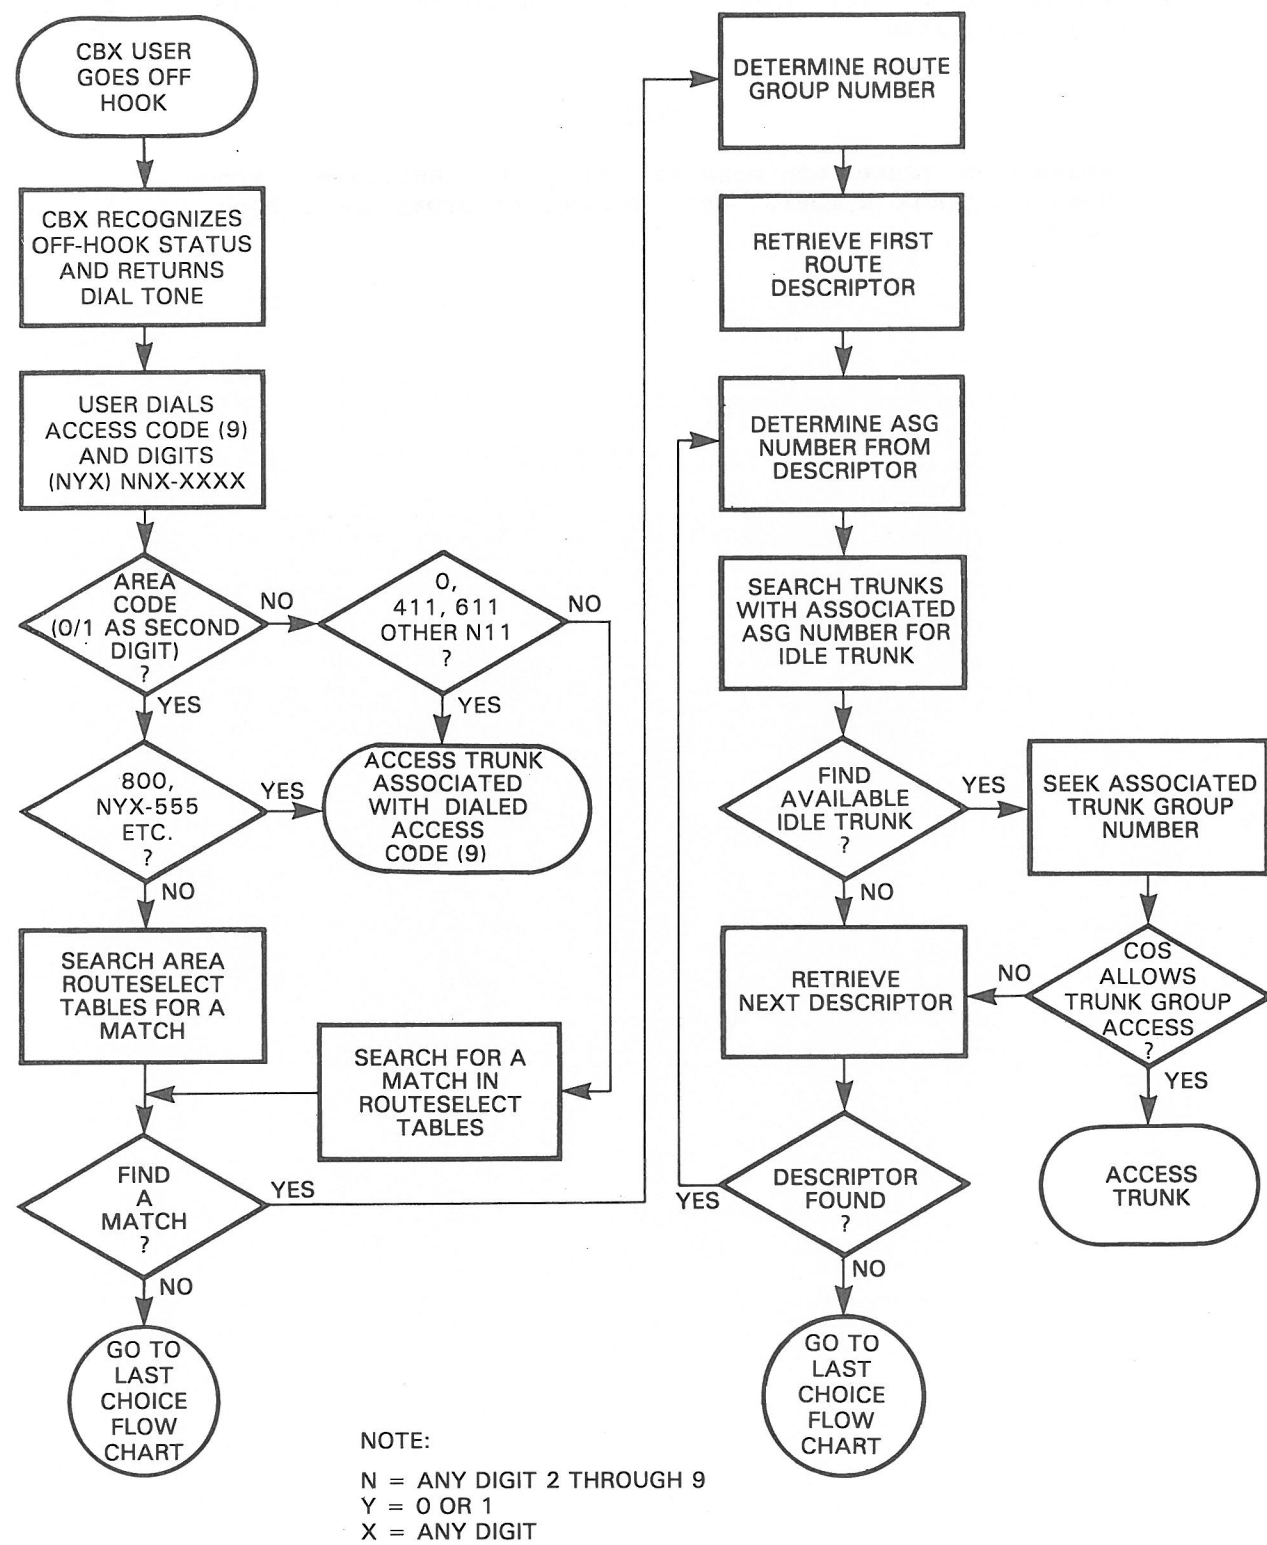 CBX USER
GOES OFF
HOOK
CBX RECOGNIZES
OFF-HOOK STATUS
AND RETURNS
DIAL TONE
USER DIALS
ACCESS CODE (9)
AND DIGITS
(NYX) NNX-XXXX
AREA
CODE
(0/1 AS SECOND
DIGIT)
?
NO
YES
0,
411, 611
OTHER N11
?
NO
YES
800,
NYX-555
ETC.
?
YES
NO
ACCESS TRUNK
ASSOCIATED
WITH DIALED
ACCESS
CODE (9)
SEARCH AREA
ROUTESELECT
TABLES FOR A
MATCH
SEARCH FOR A
MATCH IN
ROUTESELECT
TABLES
FIND
A
MATCH
?
YES
NO
GO TO
LAST
CHOICE
FLOW
CHART
DETERMINE ROUTE
GROUP NUMBER
RETRIEVE FIRST
ROUTE
DESCRIPTOR
DETERMINE ASG
NUMBER FROM
DESCRIPTOR
SEARCH TRUNKS
WITH ASSOCIATED
ASG NUMBER FOR
IDLE TRUNK
FIND
AVAILABLE
IDLE TRUNK
?
YES
NO
SEEK ASSOCIATED
TRUNK GROUP
NUMBER
COS
ALLOWS
TRUNK GROUP
ACCESS
?
NO
YES
RETRIEVE
NEXT DESCRIPTOR
ACCESS
TRUNK
DESCRIPTOR
FOUND
?
YES
NO
GO TO
LAST
CHOICE
FLOW
CHART
NOTE:
N = ANY DIGIT 2 THROUGH 9
Y = 0 OR 1
X = ANY DIGIT